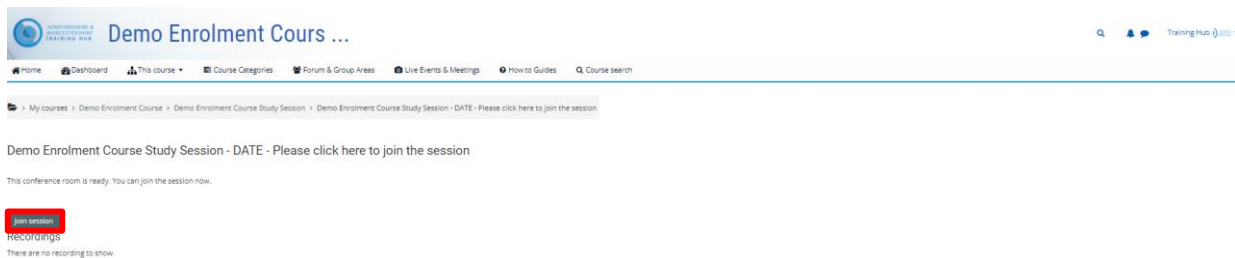 HEREFORDSHIRE &
WORCESTERSHIRE
TRAINING HUB
Demo Enrolment Cours ...
Training Hub
Home Dashboard This course Course Categories Forum & Group Areas Live Events & Meetings How to Guides Course search
> My courses > Demo Enrolment Course > Demo Enrolment Course Study Session > Demo Enrolment Course Study Session - DATE - Please click here to join the session
Demo Enrolment Course Study Session - DATE - Please click here to join the session
This conference room is ready. You can join the session now.
Join session
Recordings
There are no recording to show.